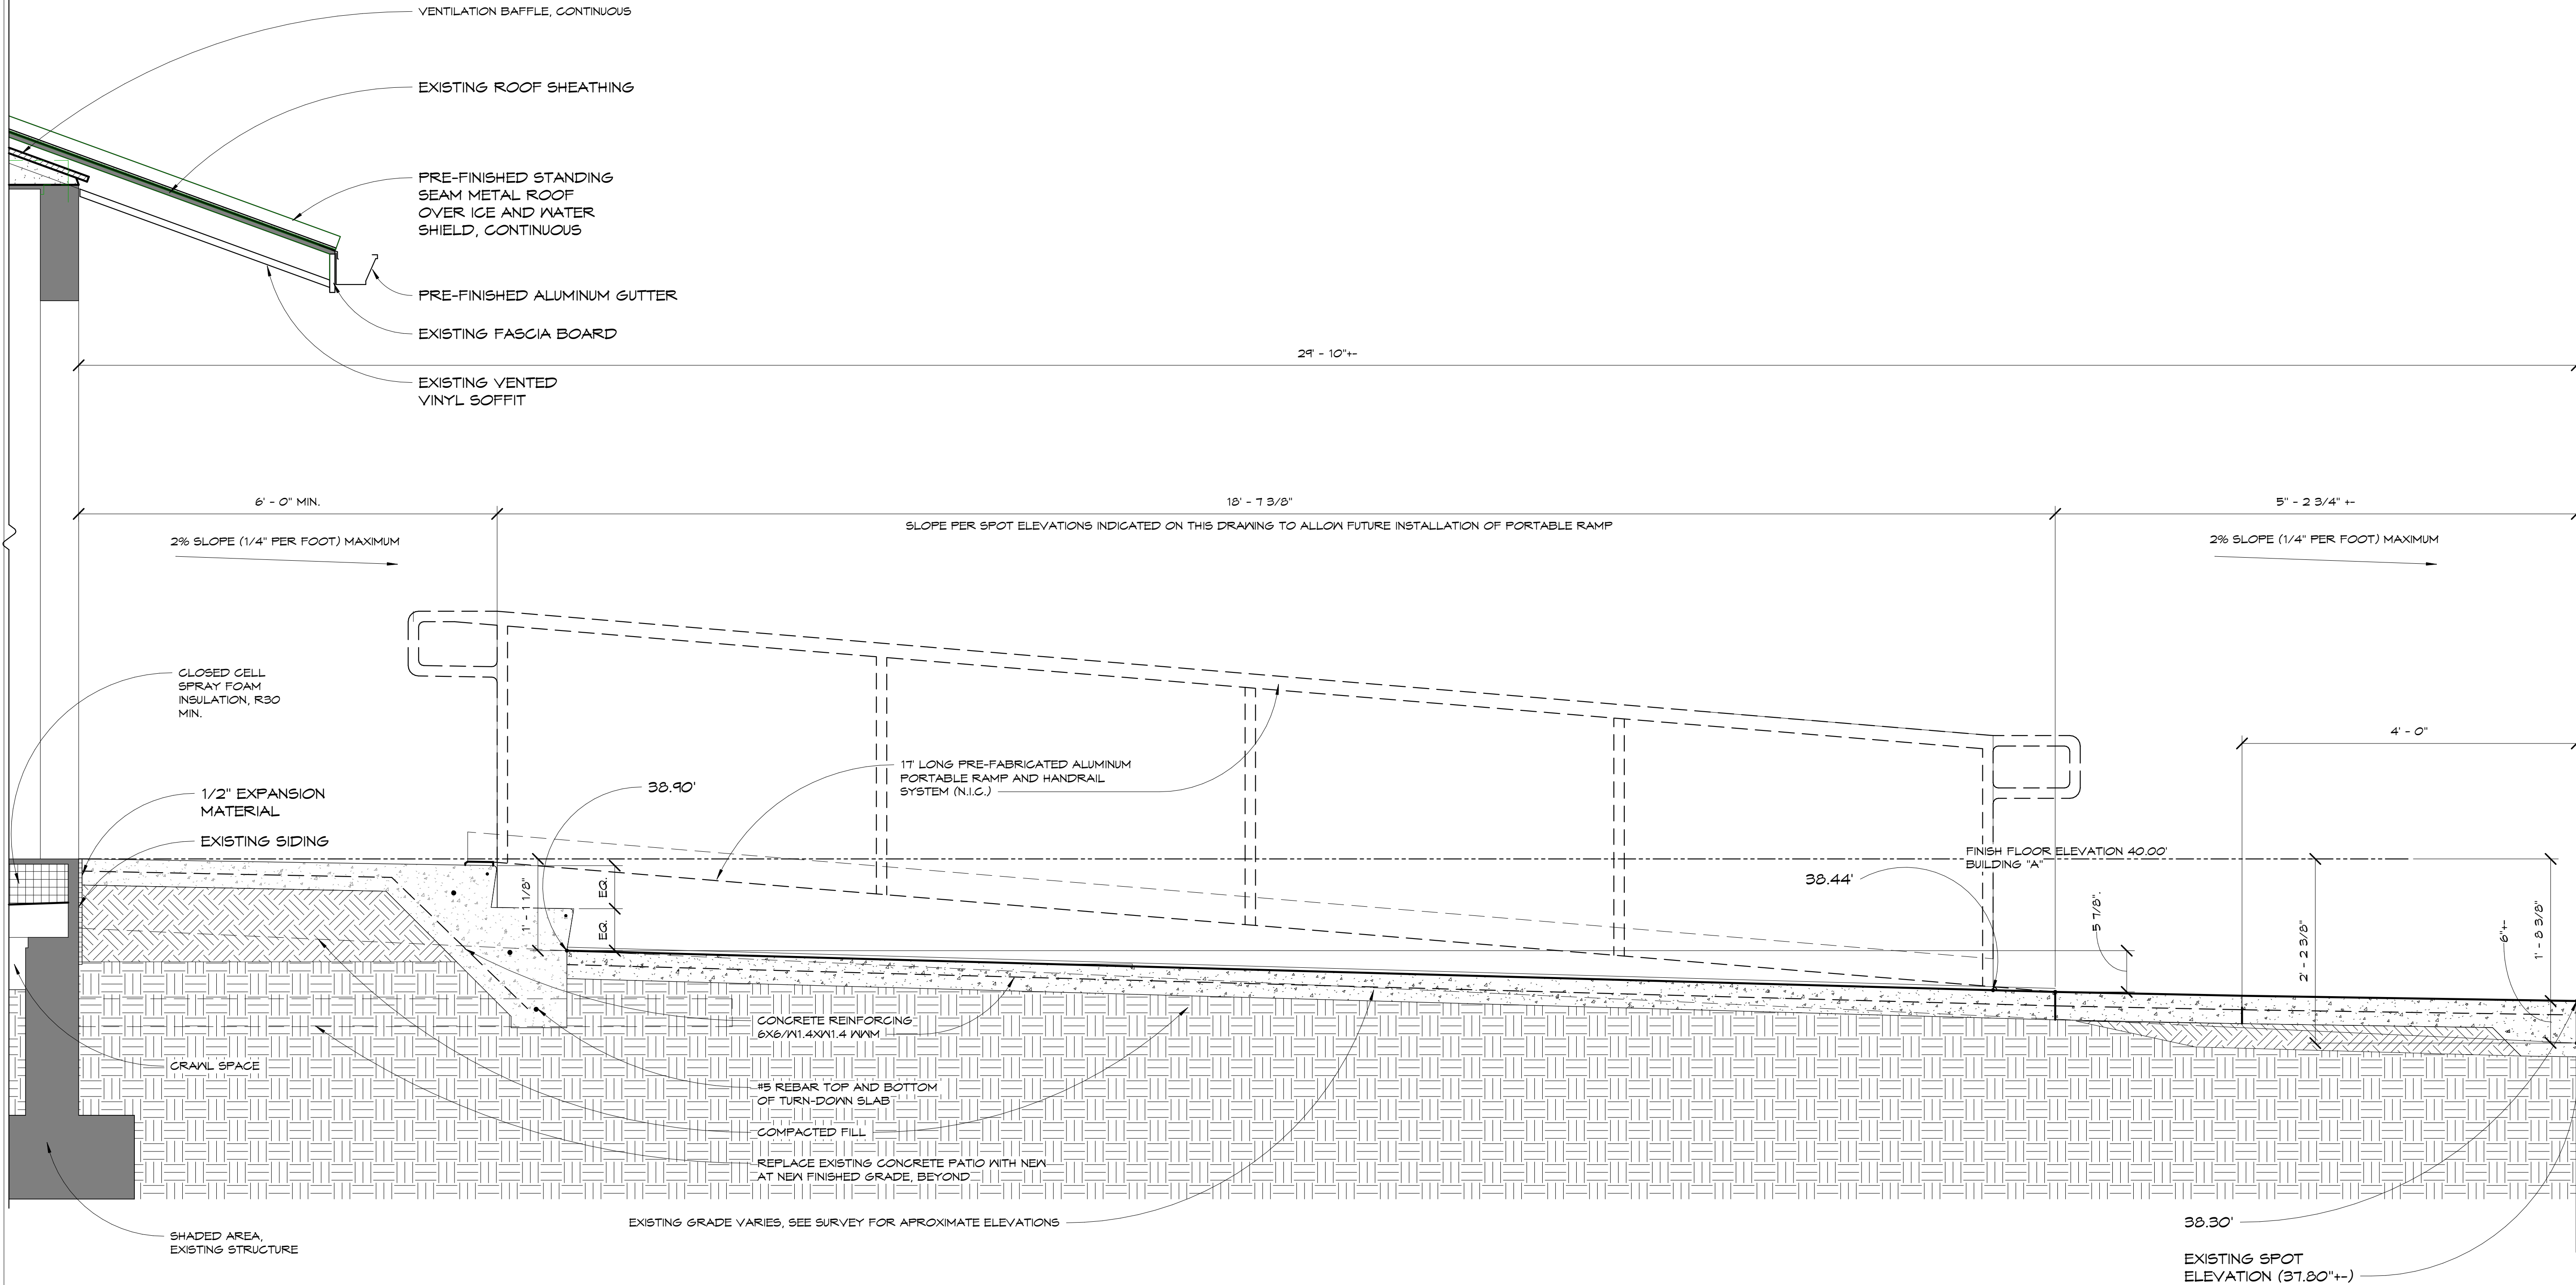 VENTILATION BAFFLE, CONTINUOUS
EXISTING ROOF SHEATHING
PRE-FINISHED STANDING
SEAM METAL ROOF
OVER ICE AND WATER
SHIELD, CONTINUOUS
PRE-FINISHED ALUMINUM GUTTER
EXISTING FASCIA BOARD
29' - 10"+-
EXISTING VENTED
VINYL SOFFIT
6' - 0" MIN.
18' - 7 3/8"
5" - 2 3/4" +-
SLOPE PER SPOT ELEVATIONS INDICATED ON THIS DRAWING TO ALLOW FUTURE INSTALLATION OF PORTABLE RAMP
2% SLOPE (1/4" PER FOOT) MAXIMUM
2% SLOPE (1/4" PER FOOT) MAXIMUM
CLOSED CELL
SPRAY FOAM
INSULATION, R30
MIN.
4' - 0"
17' LONG PRE-FABRICATED ALUMINUM
PORTABLE RAMP AND HANDRAIL
SYSTEM (N.I.C.)
1/2" EXPANSION
MATERIAL
38.90'
EXISTING SIDING
FINISH FLOOR ELEVATION 40.00'
BUILDING "A"
38.44'
1' - 1 1/8"
EQ.
EQ.
5 7/8".
2' - 2 3/8"
6"+-
1' - 8 3/8"
CONCRETE REINFORCING
6X6/W1.4XW1.4 WWM
CRAWL SPACE
#5 REBAR TOP AND BOTTOM
OF TURN-DOWN SLAB
COMPACTED FILL
REPLACE EXISTING CONCRETE PATIO WITH NEW
AT NEW FINISHED GRADE, BEYOND
EXISTING GRADE VARIES, SEE SURVEY FOR APROXIMATE ELEVATIONS
SHADED AREA,
EXISTING STRUCTURE
38.30'
EXISTING SPOT
ELEVATION (37.80"+-)